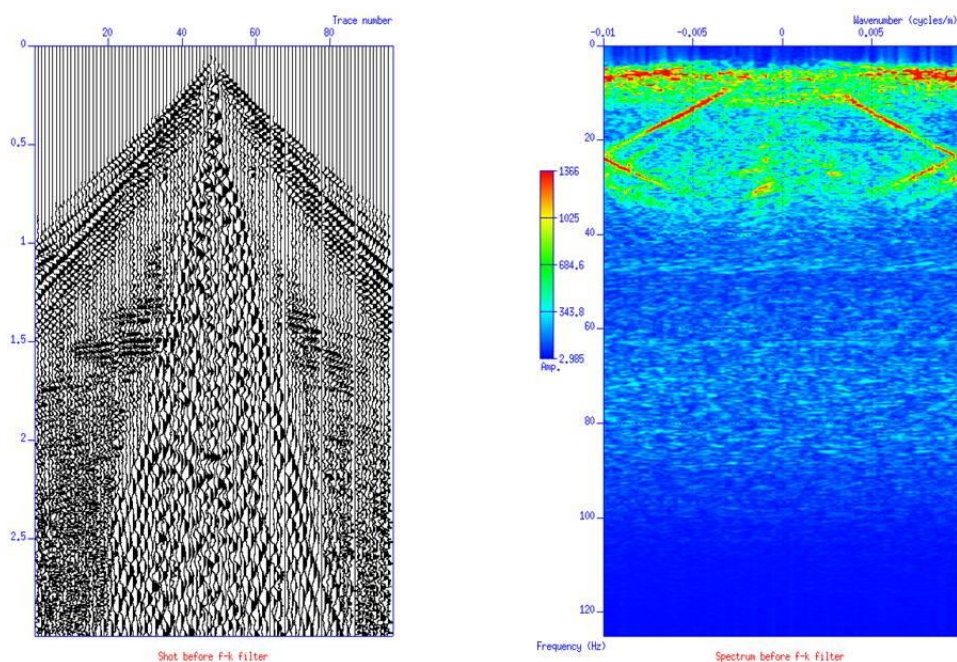 Trace number
20 40 60 80
0
0.5
1
1.5
2
2.5
Shot before f-k filter
Wavenumber (cycles/m)
-0.01 -0.005 0 0.005
0
20
40
60
80
100
120
1366
1025
684.6
343.8
2.985
Amp.
Frequency (Hz)
Spectrum before f-k filter